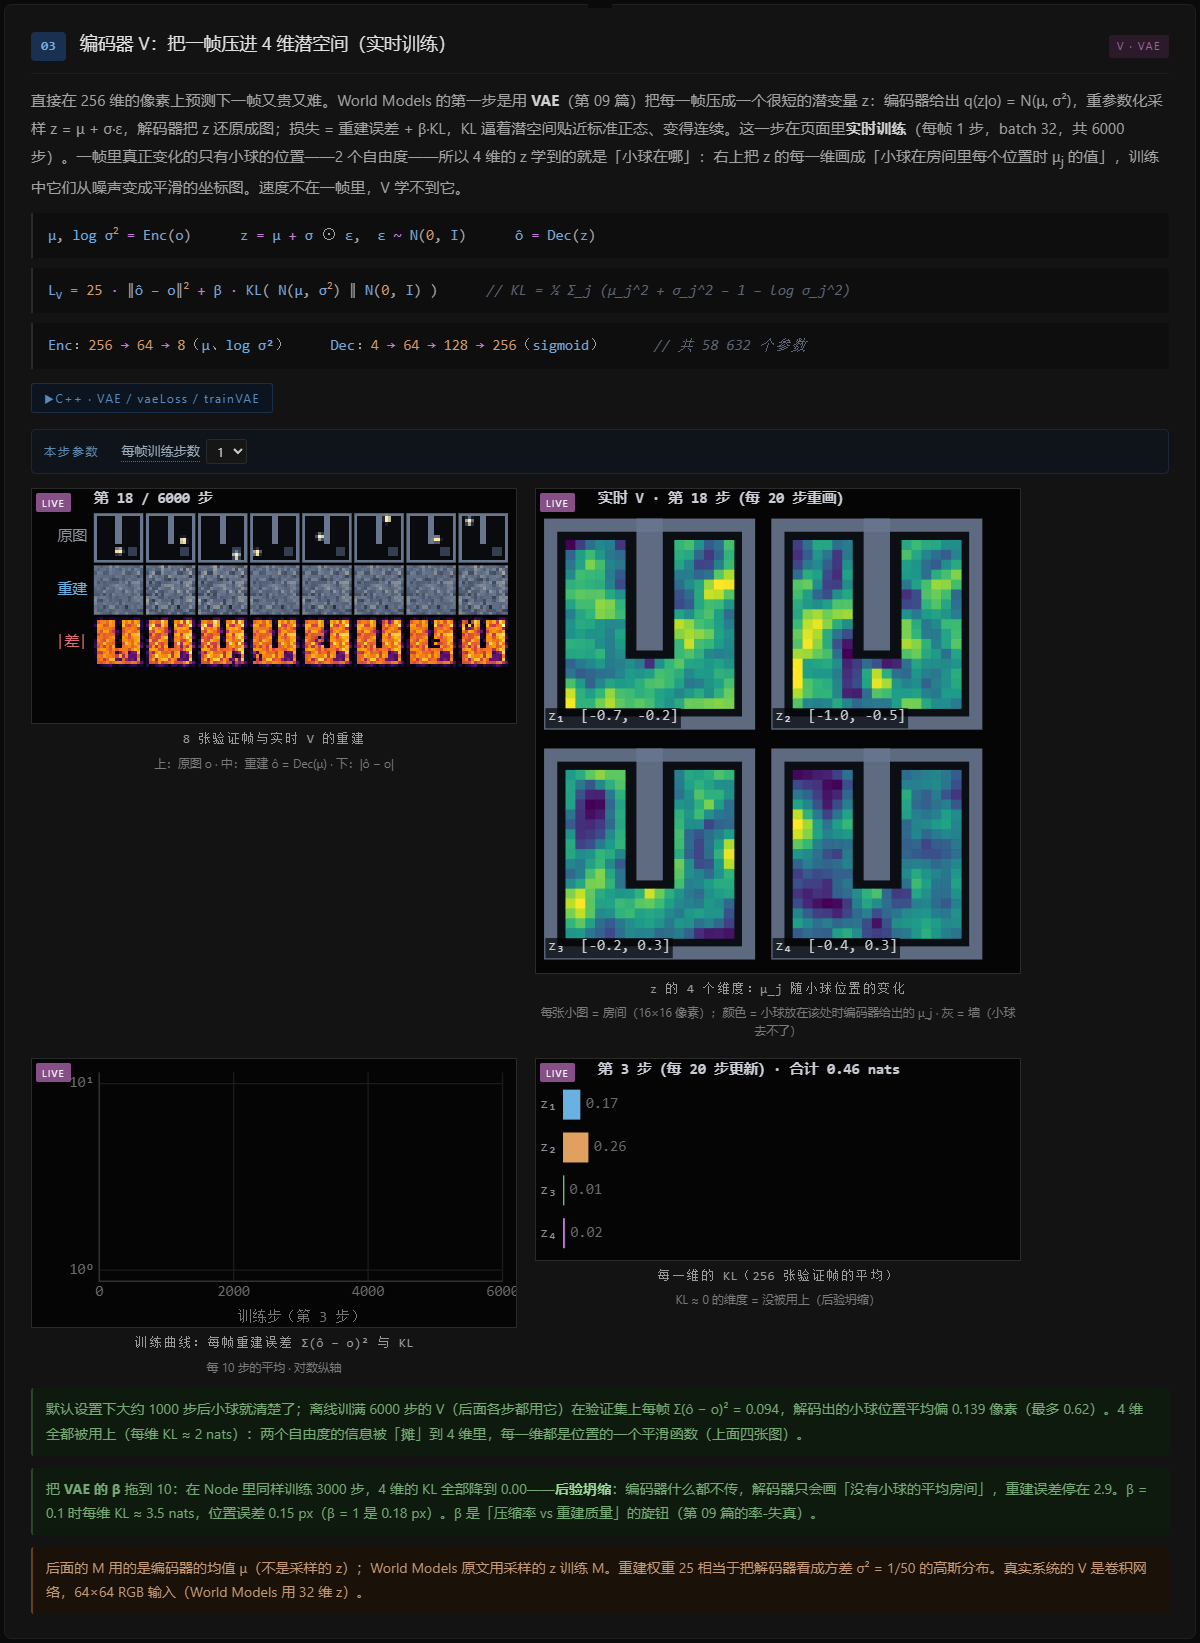 03 编码器 V：把一帧压进 4 维潜空间（实时训练） V · VAE
直接在 256 维的像素上预测下一帧又贵又难。World Models 的第一步是用 VAE（第 09 篇）把每一帧压成一个很短的潜变量 z：编码器给出 q(z|o) = N(μ, σ²)，重参数化采
样 z = μ + σ·ε，解码器把 z 还原成图；损失 = 重建误差 + β·KL，KL 逼着潜空间贴近标准正态、变得连续。这一步在页面里实时训练（每帧 1 步，batch 32，共 6000
步）。一帧里真正变化的只有小球的位置——2 个自由度——所以 4 维的 z 学到的就是「小球在哪」：右上把 z 的每一维画成「小球在房间里每个位置时 μj 的值」，训练
中它们从噪声变成平滑的坐标图。速度不在一帧里，V 学不到它。
μ, log σ² = Enc(o) z = μ + σ ⊙ ε, ε ~ N(0, I) ô = Dec(z)
LV = 25 · ‖ô − o‖² + β · KL( N(μ, σ²) ‖ N(0, I) ) // KL = ½ Σ_j (μ_j^2 + σ_j^2 − 1 − log σ_j^2)
Enc: 256 → 64 → 8（μ、log σ²） Dec: 4 → 64 → 128 → 256（sigmoid） // 共 58 632 个参数
▶C++ · VAE / vaeLoss / trainVAE
本步参数 每帧训练步数 1
LIVE 第 18 / 6000 步
原图
重建
|差|
8 张验证帧与实时 V 的重建
上：原图 o · 中：重建 ô = Dec(μ) · 下：|ô − o|
LIVE 实时 V · 第 18 步 (每 20 步重画)
z₁ [-0.7, -0.2] z₂ [-1.0, -0.5]
z₃ [-0.2, 0.3] z₄ [-0.4, 0.3]
z 的 4 个维度：μ_j 随小球位置的变化
每张小图 = 房间（16×16 像素）；颜色 = 小球放在该处时编码器给出的 μ_j · 灰 = 墙（小球
去不了）
LIVE
10¹
10⁰
0 2000 4000 6000
训练步（第 3 步）
训练曲线：每帧重建误差 Σ(ô − o)² 与 KL
每 10 步的平均 · 对数纵轴
LIVE 第 3 步 (每 20 步更新) · 合计 0.46 nats
z₁ 0.17
z₂ 0.26
z₃ 0.01
z₄ 0.02
每一维的 KL（256 张验证帧的平均）
KL ≈ 0 的维度 = 没被用上（后验坍缩）
默认设置下大约 1000 步后小球就清楚了；离线训满 6000 步的 V（后面各步都用它）在验证集上每帧 Σ(ô − o)² = 0.094，解码出的小球位置平均偏 0.139 像素（最多 0.62）。4 维
全都被用上（每维 KL ≈ 2 nats）：两个自由度的信息被「摊」到 4 维里，每一维都是位置的一个平滑函数（上面四张图）。
把 VAE 的 β 拖到 10：在 Node 里同样训练 3000 步，4 维的 KL 全部降到 0.00——后验坍缩：编码器什么都不传，解码器只会画「没有小球的平均房间」，重建误差停在 2.9。β =
0.1 时每维 KL ≈ 3.5 nats，位置误差 0.15 px（β = 1 是 0.18 px）。β 是「压缩率 vs 重建质量」的旋钮（第 09 篇的率-失真）。
后面的 M 用的是编码器的均值 μ（不是采样的 z）；World Models 原文用采样的 z 训练 M。重建权重 25 相当于把解码器看成方差 σ² = 1/50 的高斯分布。真实系统的 V 是卷积网
络，64×64 RGB 输入（World Models 用 32 维 z）。